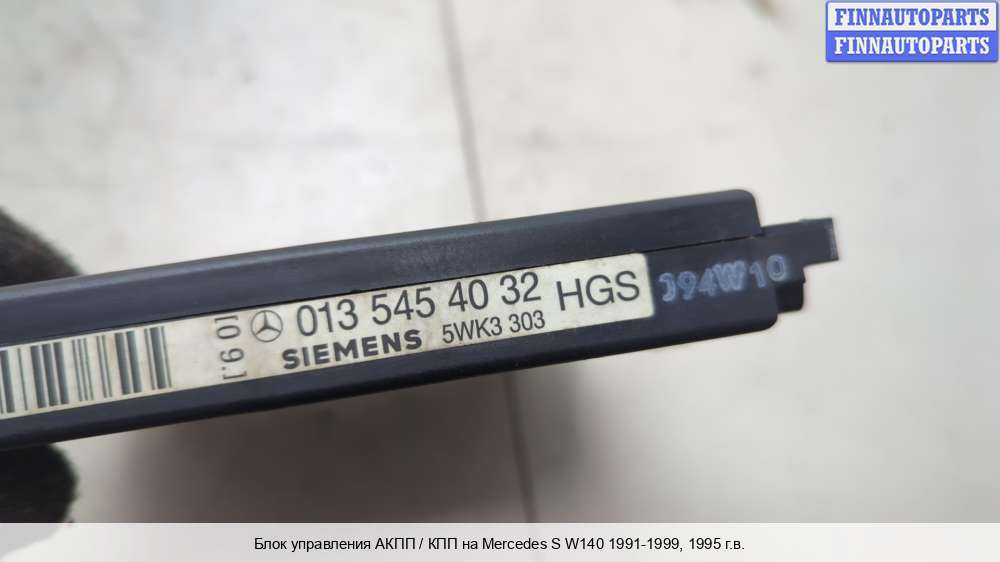 FINNAUTOPARTS
FINNAUTOPARTS
013 545 40 32 HGS
SIEMENS 5WK3 303
94W10
Блок управления АКПП / КПП на Mercedes S W140 1991-1999, 1995 г.в.